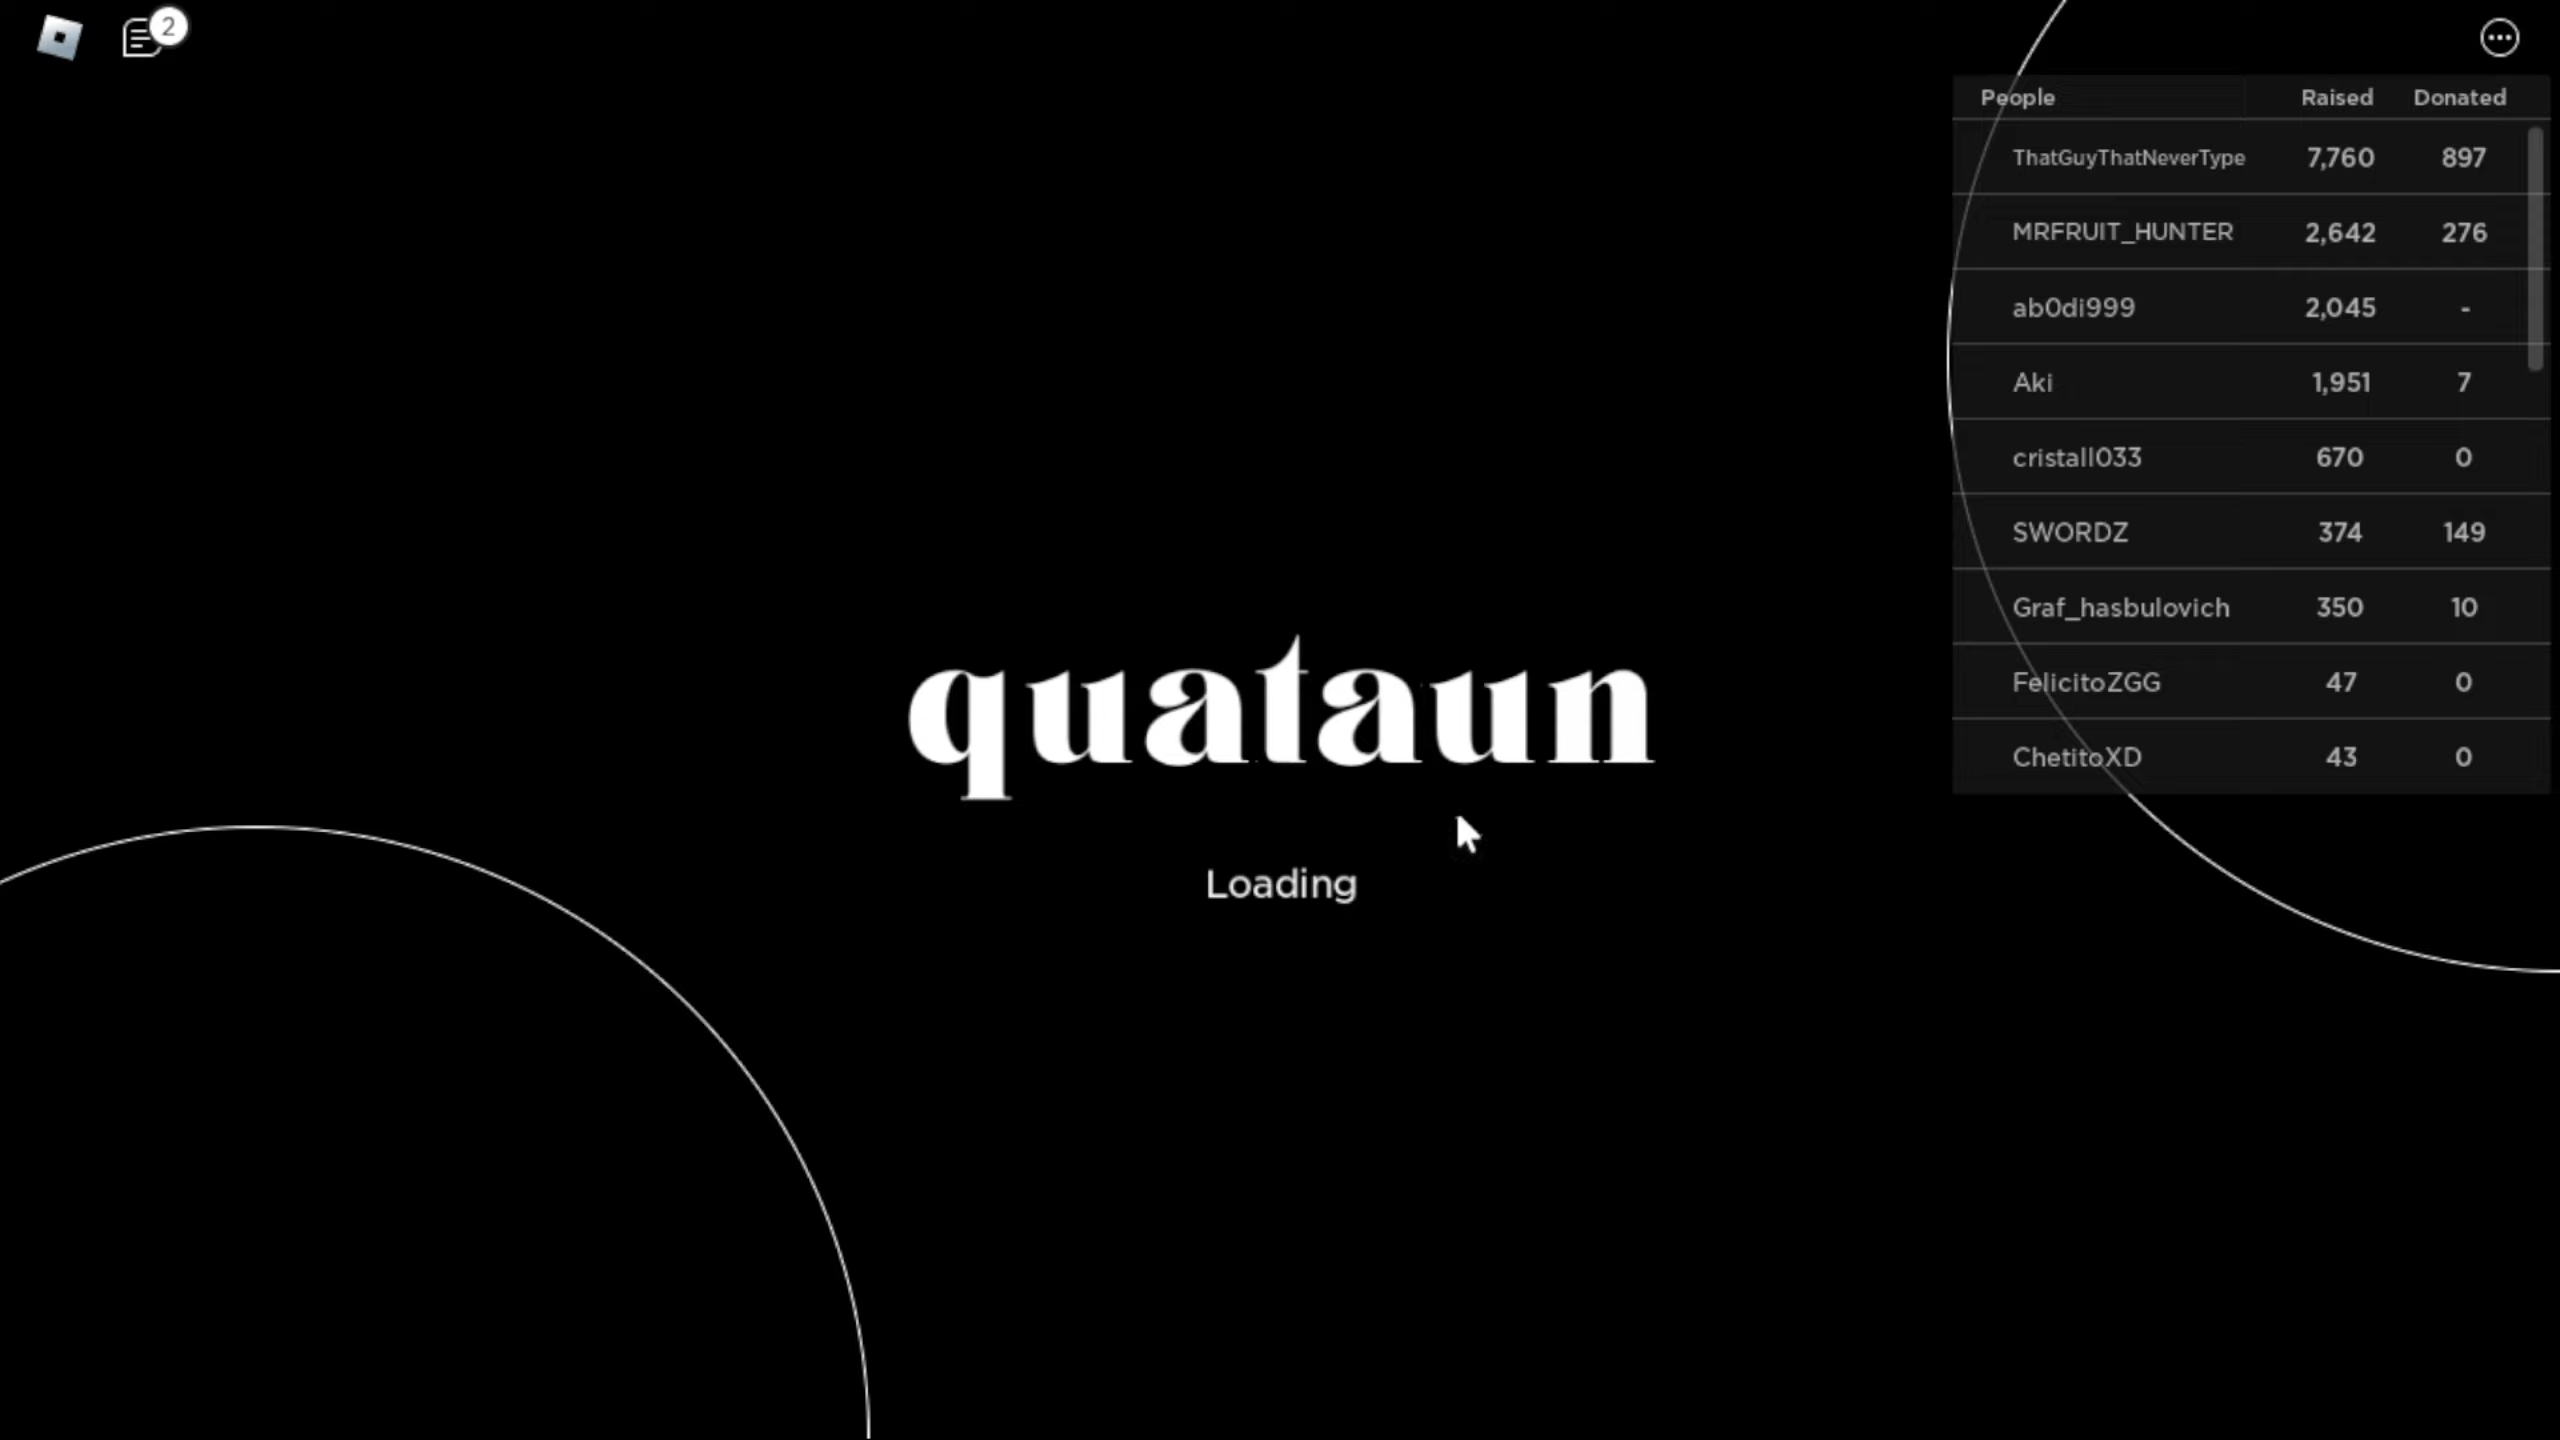 2
People Raised Donated
ThatGuyThatNeverType 7,760 897
MRFRUIT_HUNTER 2,642 276
ab0di999 2,045 -
Aki 1,951 7
cristall033 670 0
SWORDZ 374 149
Graf_hasbulovich 350 10
FelicitoZGG 47 0
ChetitoXD 43 0
quataun
Loading